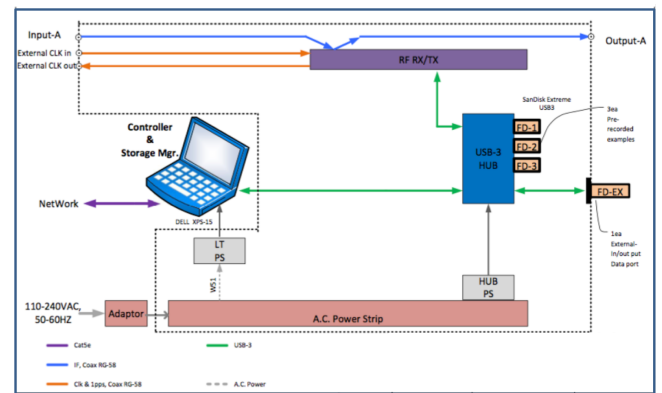 Input-A
Output-A
External CLK in
External CLK out
RF RX/TX
SanDisk Extreme
USB3
Controller
&
Storage Mgr.
FD-1
FD-2
FD-3
3ea
Pre-
recorded
examples
USB-3
HUB
NetWork
DELL XPS-15
FD-EX
1ea
External-
In/out put
Data port
LT
PS
WS1
HUB
PS
110-240VAC,
50-60HZ
Adaptor
A.C. Power Strip
Cat5e
USB-3
IF, Coax RG-58
Clk & 1pps, Coax RG-58
A.C. Power